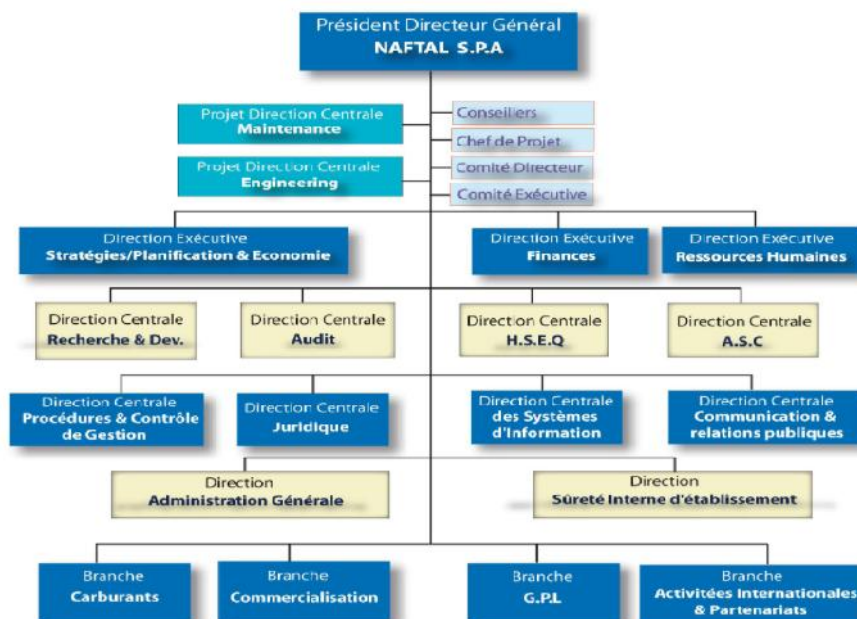 Président Directeur Général
NAFTAL S.P.A
Projet Direction Centrale
Maintenance
Conseillers
Chef de Projet
Projet Direction Centrale
Engineering
Comité Directeur
Comité Exécutive
Direction Exécutive
Stratégies/Planification & Economie
Direction Exécutive
Finances
Direction Exécutive
Ressources Humaines
Direction Centrale
Recherche & Dev.
Direction Centrale
Audit
Direction Centrale
H.S.E.Q
Direction Centrale
A.S.C
Direction Centrale
Procédures & Contrôle
de Gestion
Direction Centrale
Juridique
Direction Centrale
des Systèmes
d'Information
Direction Centrale
Communication &
relations publiques
Direction
Administration Générale
Direction
Sûreté Interne d'établissement
Branche
Carburants
Branche
Commercialisation
Branche
G.P.L
Branche
Activitées Internationales
& Partenariats